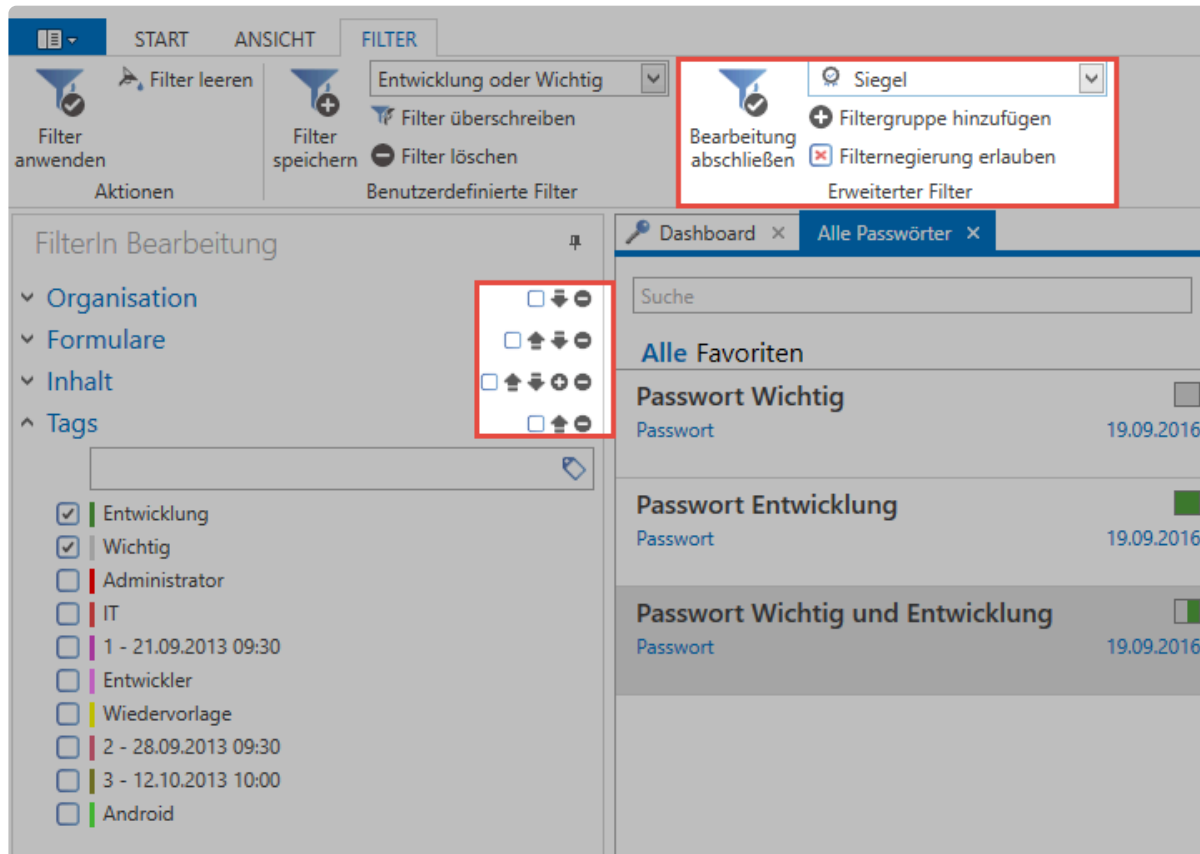 START ANSICHT FILTER
Filter anwenden
Filter leeren
Aktionen
Filter speichern
Entwicklung oder Wichtig
Filter überschreiben
Filter löschen
Benutzerdefinierte Filter
Bearbeitung abschließen
Siegel
Filtergruppe hinzufügen
Filternegierung erlauben
Erweiterter Filter
FilterIn Bearbeitung
Organisation
Formulare
Inhalt
Tags
Entwicklung
Wichtig
Administrator
IT
1 - 21.09.2013 09:30
Entwickler
Wiedervorlage
2 - 28.09.2013 09:30
3 - 12.10.2013 10:00
Android
Dashboard
Alle Passwörter
Suche
Alle Favoriten
Passwort Wichtig
Passwort 19.09.2016
Passwort Entwicklung
Passwort 19.09.2016
Passwort Wichtig und Entwicklung
Passwort 19.09.2016